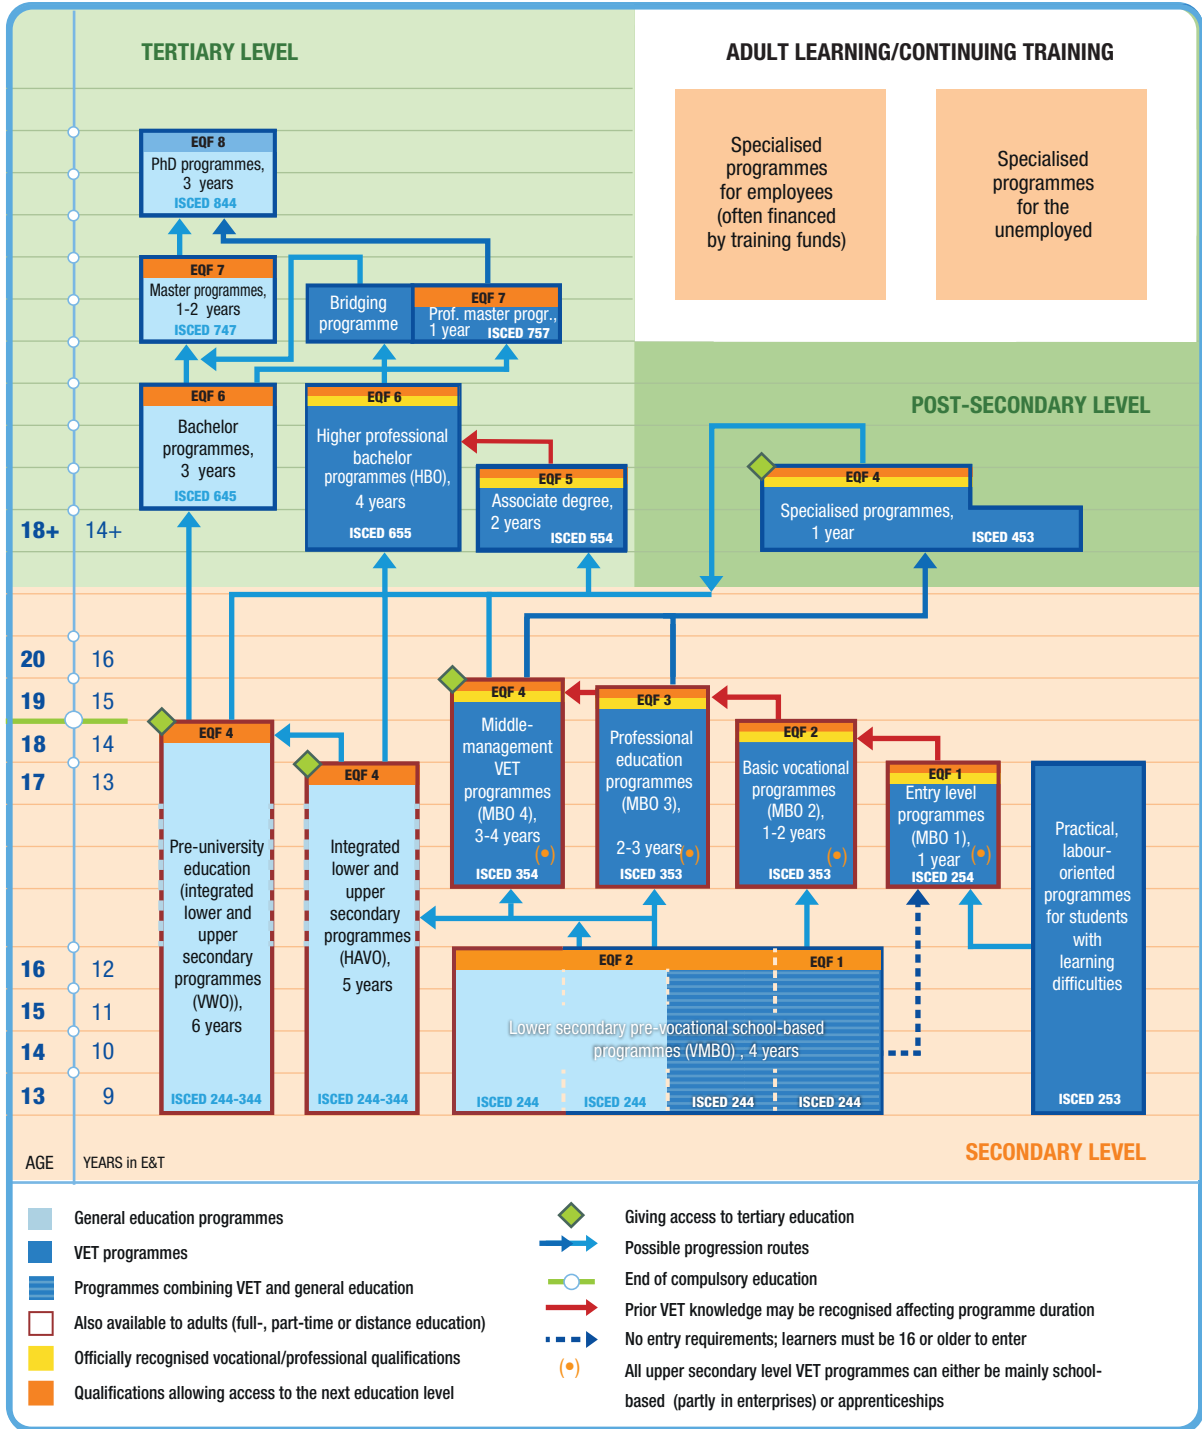 TERTIARY LEVEL
ADULT LEARNING/CONTINUING TRAINING
Specialised
programmes
for employees
(often financed
by training funds)
Specialised
programmes
for the
unemployed
EQF 8
PhD programmes,
3 years
ISCED 844
EQF 7
Master programmes,
1-2 years
ISCED 747
Bridging
programme
EQF 7
Prof. master progr.,
1 year ISCED 757
EQF 6
Bachelor
programmes,
3 years
ISCED 645
EQF 6
Higher professional
bachelor
programmes (HBO),
4 years
ISCED 655
EQF 5
Associate degree,
2 years
ISCED 554
POST-SECONDARY LEVEL
EQF 4
Specialised programmes,
1 year
ISCED 453
18+ 14+
20 16
19 15
18 14
17 13
16 12
15 11
14 10
13 9
AGE YEARS in E&T
EQF 4
Pre-university
education
(integrated
lower and
upper
secondary
programmes
(VWO)),
6 years
ISCED 244-344
EQF 4
Integrated
lower and
upper
secondary
programmes
(HAVO),
5 years
ISCED 244-344
EQF 4
Middle-
management
VET
programmes
(MBO 4),
3-4 years
(•)
ISCED 354
EQF 3
Professional
education
programmes
(MBO 3),
2-3 years
(•)
ISCED 353
EQF 2
Basic vocational
programmes
(MBO 2),
1-2 years
(•)
ISCED 353
EQF 1
Entry level
programmes
(MBO 1),
1 year
(•)
ISCED 254
Practical,
labour-
oriented
programmes
for students
with
learning
difficulties
ISCED 253
EQF 2
EQF 1
Lower secondary pre-vocational school-based
programmes (VMBO) , 4 years
ISCED 244
ISCED 244
ISCED 244
ISCED 244
SECONDARY LEVEL
General education programmes
VET programmes
Programmes combining VET and general education
Also available to adults (full-, part-time or distance education)
Officially recognised vocational/professional qualifications
Qualifications allowing access to the next education level
Giving access to tertiary education
Possible progression routes
End of compulsory education
Prior VET knowledge may be recognised affecting programme duration
No entry requirements; learners must be 16 or older to enter
(•) All upper secondary level VET programmes can either be mainly school-
based (partly in enterprises) or apprenticeships